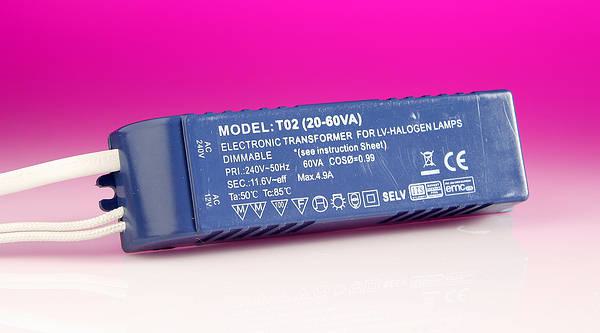 MODEL: T02 (20-60VA)
ELECTRONIC TRANSFORMER FOR LV-HALOGEN LAMPS
DIMMABLE *(see instruction Sheet)
PRI.: 240V~50Hz 60VA COSØ=0.99
SEC.: 11.6V~eff Max.4.9A
Ta:50℃ Tc:85℃
AC 240V
AC ~12V
M M 110 F SELV
CE
emc